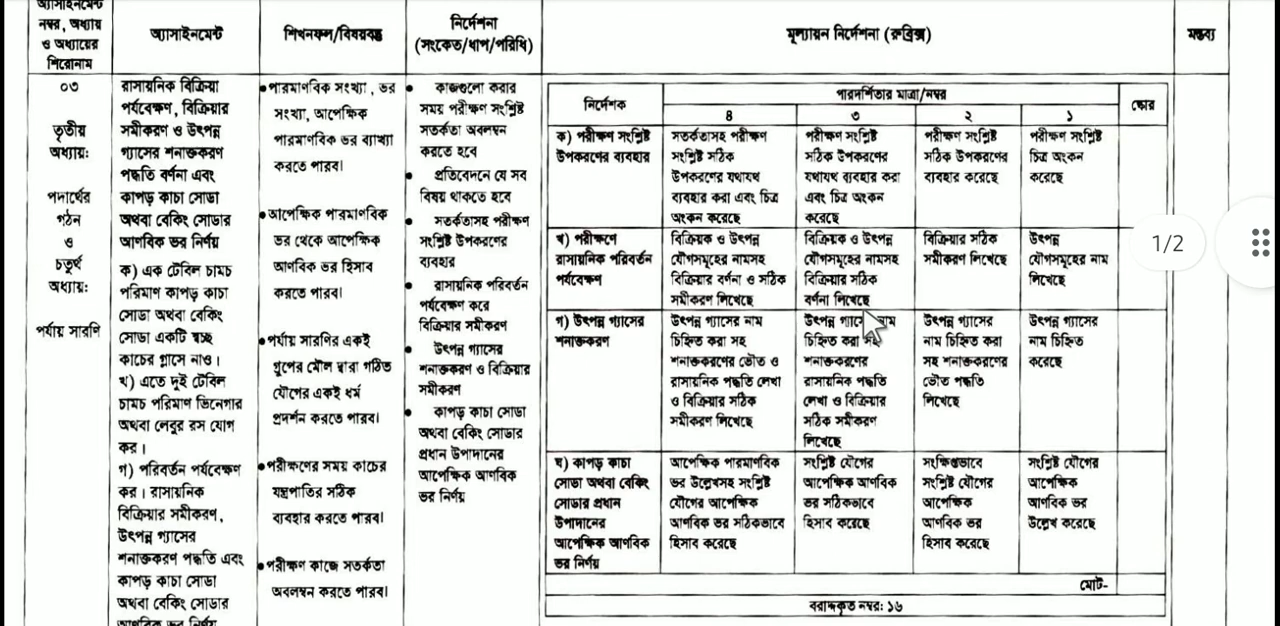 অ্যাসাইনমেন্ট
নম্বর, অধ্যায়
ও অধ্যায়ের
শিরোনাম
অ্যাসাইনমেন্ট
শিখনফল/বিষয়বস্তু
নির্দেশনা
(সংকেত/ধাপ/পরিধি)
মূল্যায়ন নির্দেশনা (রুব্রিক্স)
মন্তব্য
০৩
তৃতীয়
অধ্যায়:
পদার্থের
গঠন
ও
চতুর্থ
অধ্যায়:
পর্যায় সারণি
রাসায়নিক বিক্রিয়া
পর্যবেক্ষণ, বিক্রিয়ার
সমীকরণ ও উৎপন্ন
গ্যাসের শনাক্তকরণ
পদ্ধতি বর্ণনা এবং
কাপড় কাচা সোডা
অথবা বেকিং সোডার
আণবিক ভর নির্ণয়
ক) এক টেবিল চামচ
পরিমাণ কাপড় কাচা
সোডা অথবা বেকিং
সোডা একটি স্বচ্ছ
কাচের গ্লাসে নাও।
খ) এতে দুই টেবিল
চামচ পরিমাণ ভিনেগার
অথবা লেবুর রস যোগ
কর।
গ) পরিবর্তন পর্যবেক্ষণ
কর। রাসায়নিক
বিক্রিয়ার সমীকরণ,
উৎপন্ন গ্যাসের
শনাক্তকরণ পদ্ধতি এবং
কাপড় কাচা সোডা
অথবা বেকিং সোডার
আণবিক ভর নির্ণয়
• পারমাণবিক সংখ্যা, ভর
সংখ্যা, আপেক্ষিক
পারমাণবিক ভর ব্যাখ্যা
করতে পারব।
• আপেক্ষিক পারমাণবিক
ভর থেকে আপেক্ষিক
আণবিক ভর হিসাব
করতে পারব।
• পর্যায় সারণির একই
গ্রুপের মৌল দ্বারা গঠিত
যৌগের একই ধর্ম
প্রদর্শন করতে পারব।
• পরীক্ষণের সময় কাচের
যন্ত্রপাতির সঠিক
ব্যবহার করতে পারব।
• পরীক্ষণ কাজে সতর্কতা
অবলম্বন করতে পারব।
• কাজগুলো করার
সময় পরীক্ষণ সংশ্লিষ্ট
সতর্কতা অবলম্বন
করতে হবে
• প্রতিবেদনে যে সব
বিষয় থাকতে হবে
• সতর্কতাসহ পরীক্ষণ
সংশ্লিষ্ট উপকরণের
ব্যবহার
• রাসায়নিক পরিবর্তন
পর্যবেক্ষণ করে
বিক্রিয়ার সমীকরণ
• উৎপন্ন গ্যাসের
শনাক্তকরণ ও বিক্রিয়ার
সমীকরণ
• কাপড় কাচা সোডা
অথবা বেকিং সোডার
প্রধান উপাদানের
আপেক্ষিক আণবিক
ভর নির্ণয়
নির্দেশক
পারদর্শিতার মাত্রা/নম্বর
স্কোর
৪
৩
২
১
ক) পরীক্ষণ সংশ্লিষ্ট
উপকরণের ব্যবহার
সতর্কতাসহ পরীক্ষণ
সংশ্লিষ্ট সঠিক
উপকরণের যথাযথ
ব্যবহার করা এবং চিত্র
অংকন করেছে
পরীক্ষণ সংশ্লিষ্ট
সঠিক উপকরণের
যথাযথ ব্যবহার করা
এবং চিত্র অংকন
করেছে
পরীক্ষণ সংশ্লিষ্ট
সঠিক উপকরণের
ব্যবহার করেছে
পরীক্ষণ সংশ্লিষ্ট
চিত্র অংকন
করেছে
খ) পরীক্ষণে
রাসায়নিক পরিবর্তন
পর্যবেক্ষণ
বিক্রিয়ক ও উৎপন্ন
যৌগসমূহের নামসহ
বিক্রিয়ার বর্ণনা ও সঠিক
সমীকরণ লিখেছে
বিক্রিয়ক ও উৎপন্ন
যৌগসমূহের নামসহ
বিক্রিয়ার সঠিক
বর্ণনা লিখেছে
বিক্রিয়ার সঠিক
সমীকরণ লিখেছে
উৎপন্ন
যৌগসমূহের নাম
লিখেছে
গ) উৎপন্ন গ্যাসের
শনাক্তকরণ
উৎপন্ন গ্যাসের নাম
চিহ্নিত করা সহ
শনাক্তকরণের ভৌত ও
রাসায়নিক পদ্ধতি লেখা
ও বিক্রিয়ার সঠিক
সমীকরণ লিখেছে
উৎপন্ন গ্যাসের নাম
চিহ্নিত করা সহ
শনাক্তকরণের
রাসায়নিক পদ্ধতি
লেখা ও বিক্রিয়ার
সঠিক সমীকরণ
লিখেছে
উৎপন্ন গ্যাসের
নাম চিহ্নিত করা
সহ শনাক্তকরণের
ভৌত পদ্ধতি
লিখেছে
উৎপন্ন গ্যাসের
নাম চিহ্নিত
করেছে
ঘ) কাপড় কাচা
সোডা অথবা বেকিং
সোডার প্রধান
উপাদানের
আপেক্ষিক আণবিক
ভর নির্ণয়
আপেক্ষিক পারমাণবিক
ভর উল্লেখসহ সংশ্লিষ্ট
যৌগের আপেক্ষিক
আণবিক ভর সঠিকভাবে
হিসাব করেছে
সংশ্লিষ্ট যৌগের
আপেক্ষিক আণবিক
ভর সঠিকভাবে
হিসাব করেছে
সংক্ষিপ্তভাবে
সংশ্লিষ্ট যৌগের
আপেক্ষিক
আণবিক ভর
হিসাব করেছে
সংশ্লিষ্ট যৌগের
আপেক্ষিক
আণবিক ভর
উল্লেখ করেছে
মোট-
বরাদ্দকৃত নম্বর: ১৬
1/2